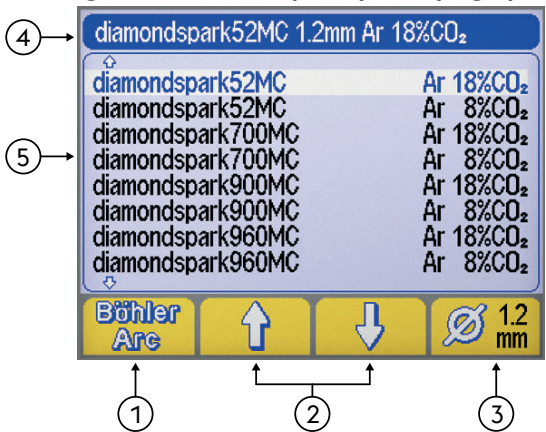 ④
diamondspark52MC 1.2mm Ar 18%CO₂
diamondspark52MC Ar 18%CO₂
diamondspark52MC Ar 8%CO₂
⑤
diamondspark700MC Ar 18%CO₂
diamondspark700MC Ar 8%CO₂
diamondspark900MC Ar 18%CO₂
diamondspark900MC Ar 8%CO₂
diamondspark960MC Ar 18%CO₂
diamondspark960MC Ar 8%CO₂
Böhler
Arc
Ø 1.2
mm
① ② ③